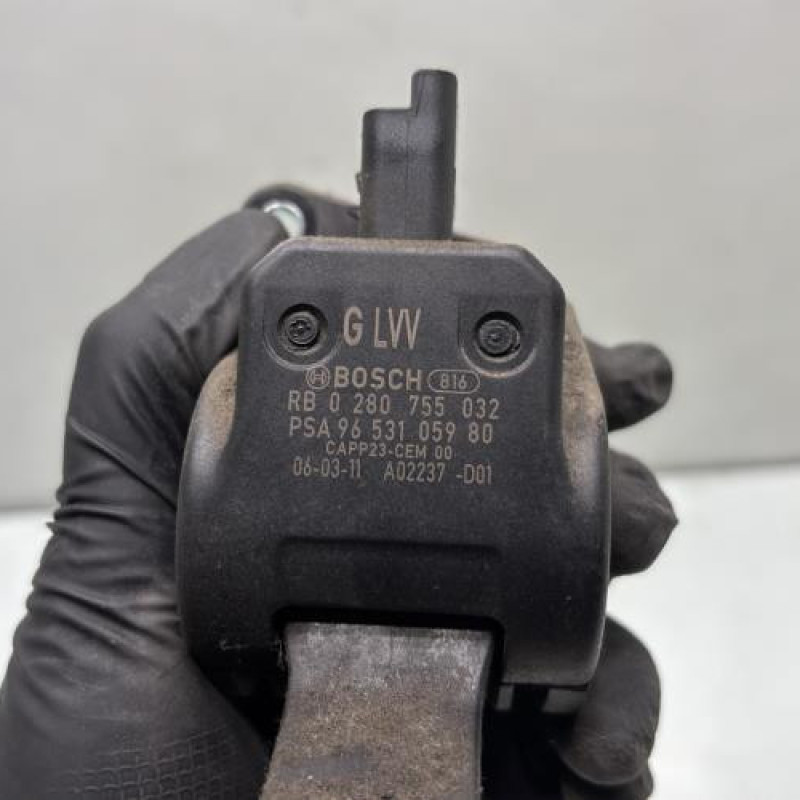 G LW
BOSCH 816
RB 0 280 755 032
PSA 96 531 059 80
CAPP23-CEM 00
06-03-11 A02237 -D01